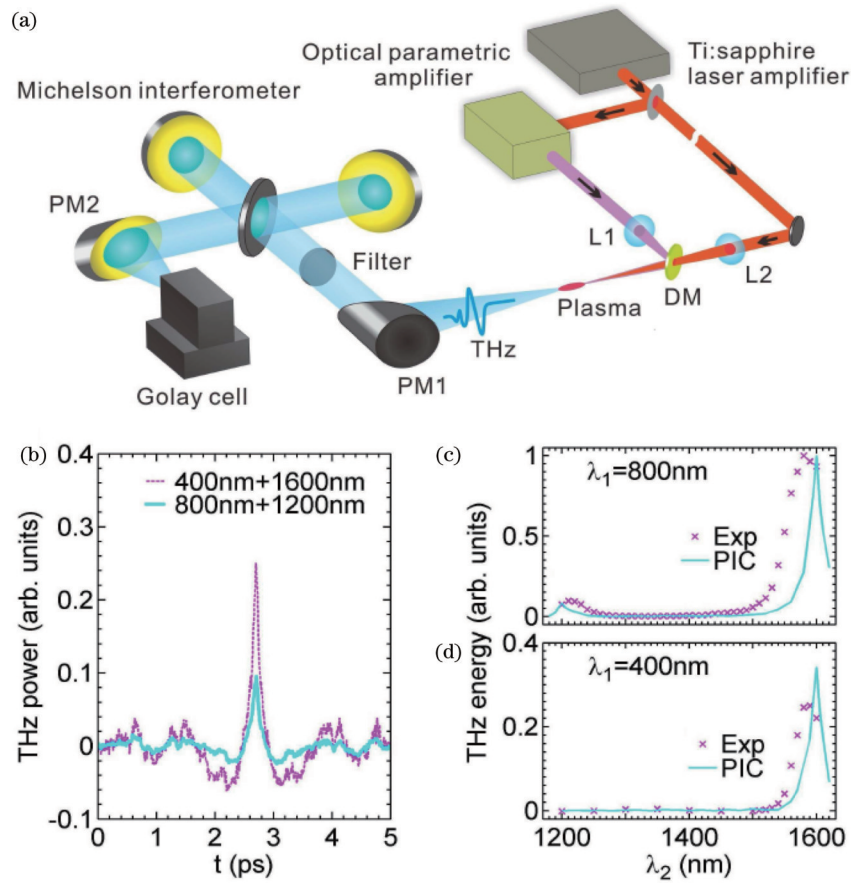 (a)
Optical parametric
amplifier
Ti:sapphire
laser amplifier
Michelson interferometer
PM2
L1
Filter
L2
DM
Plasma
THz
PM1
Golay cell
(b)
0.4
0.3
0.2
0.1
0
-0.1
THz power (arb. units)
400nm+1600nm
800nm+1200nm
0 1 2 3 4 5
t (ps)
(c)
1
0.5
0
λ1=800nm
Exp
PIC
THz energy (arb. units)
(d)
0.4
0.2
0
λ1=400nm
Exp
PIC
1200 1400 1600
λ2 (nm)